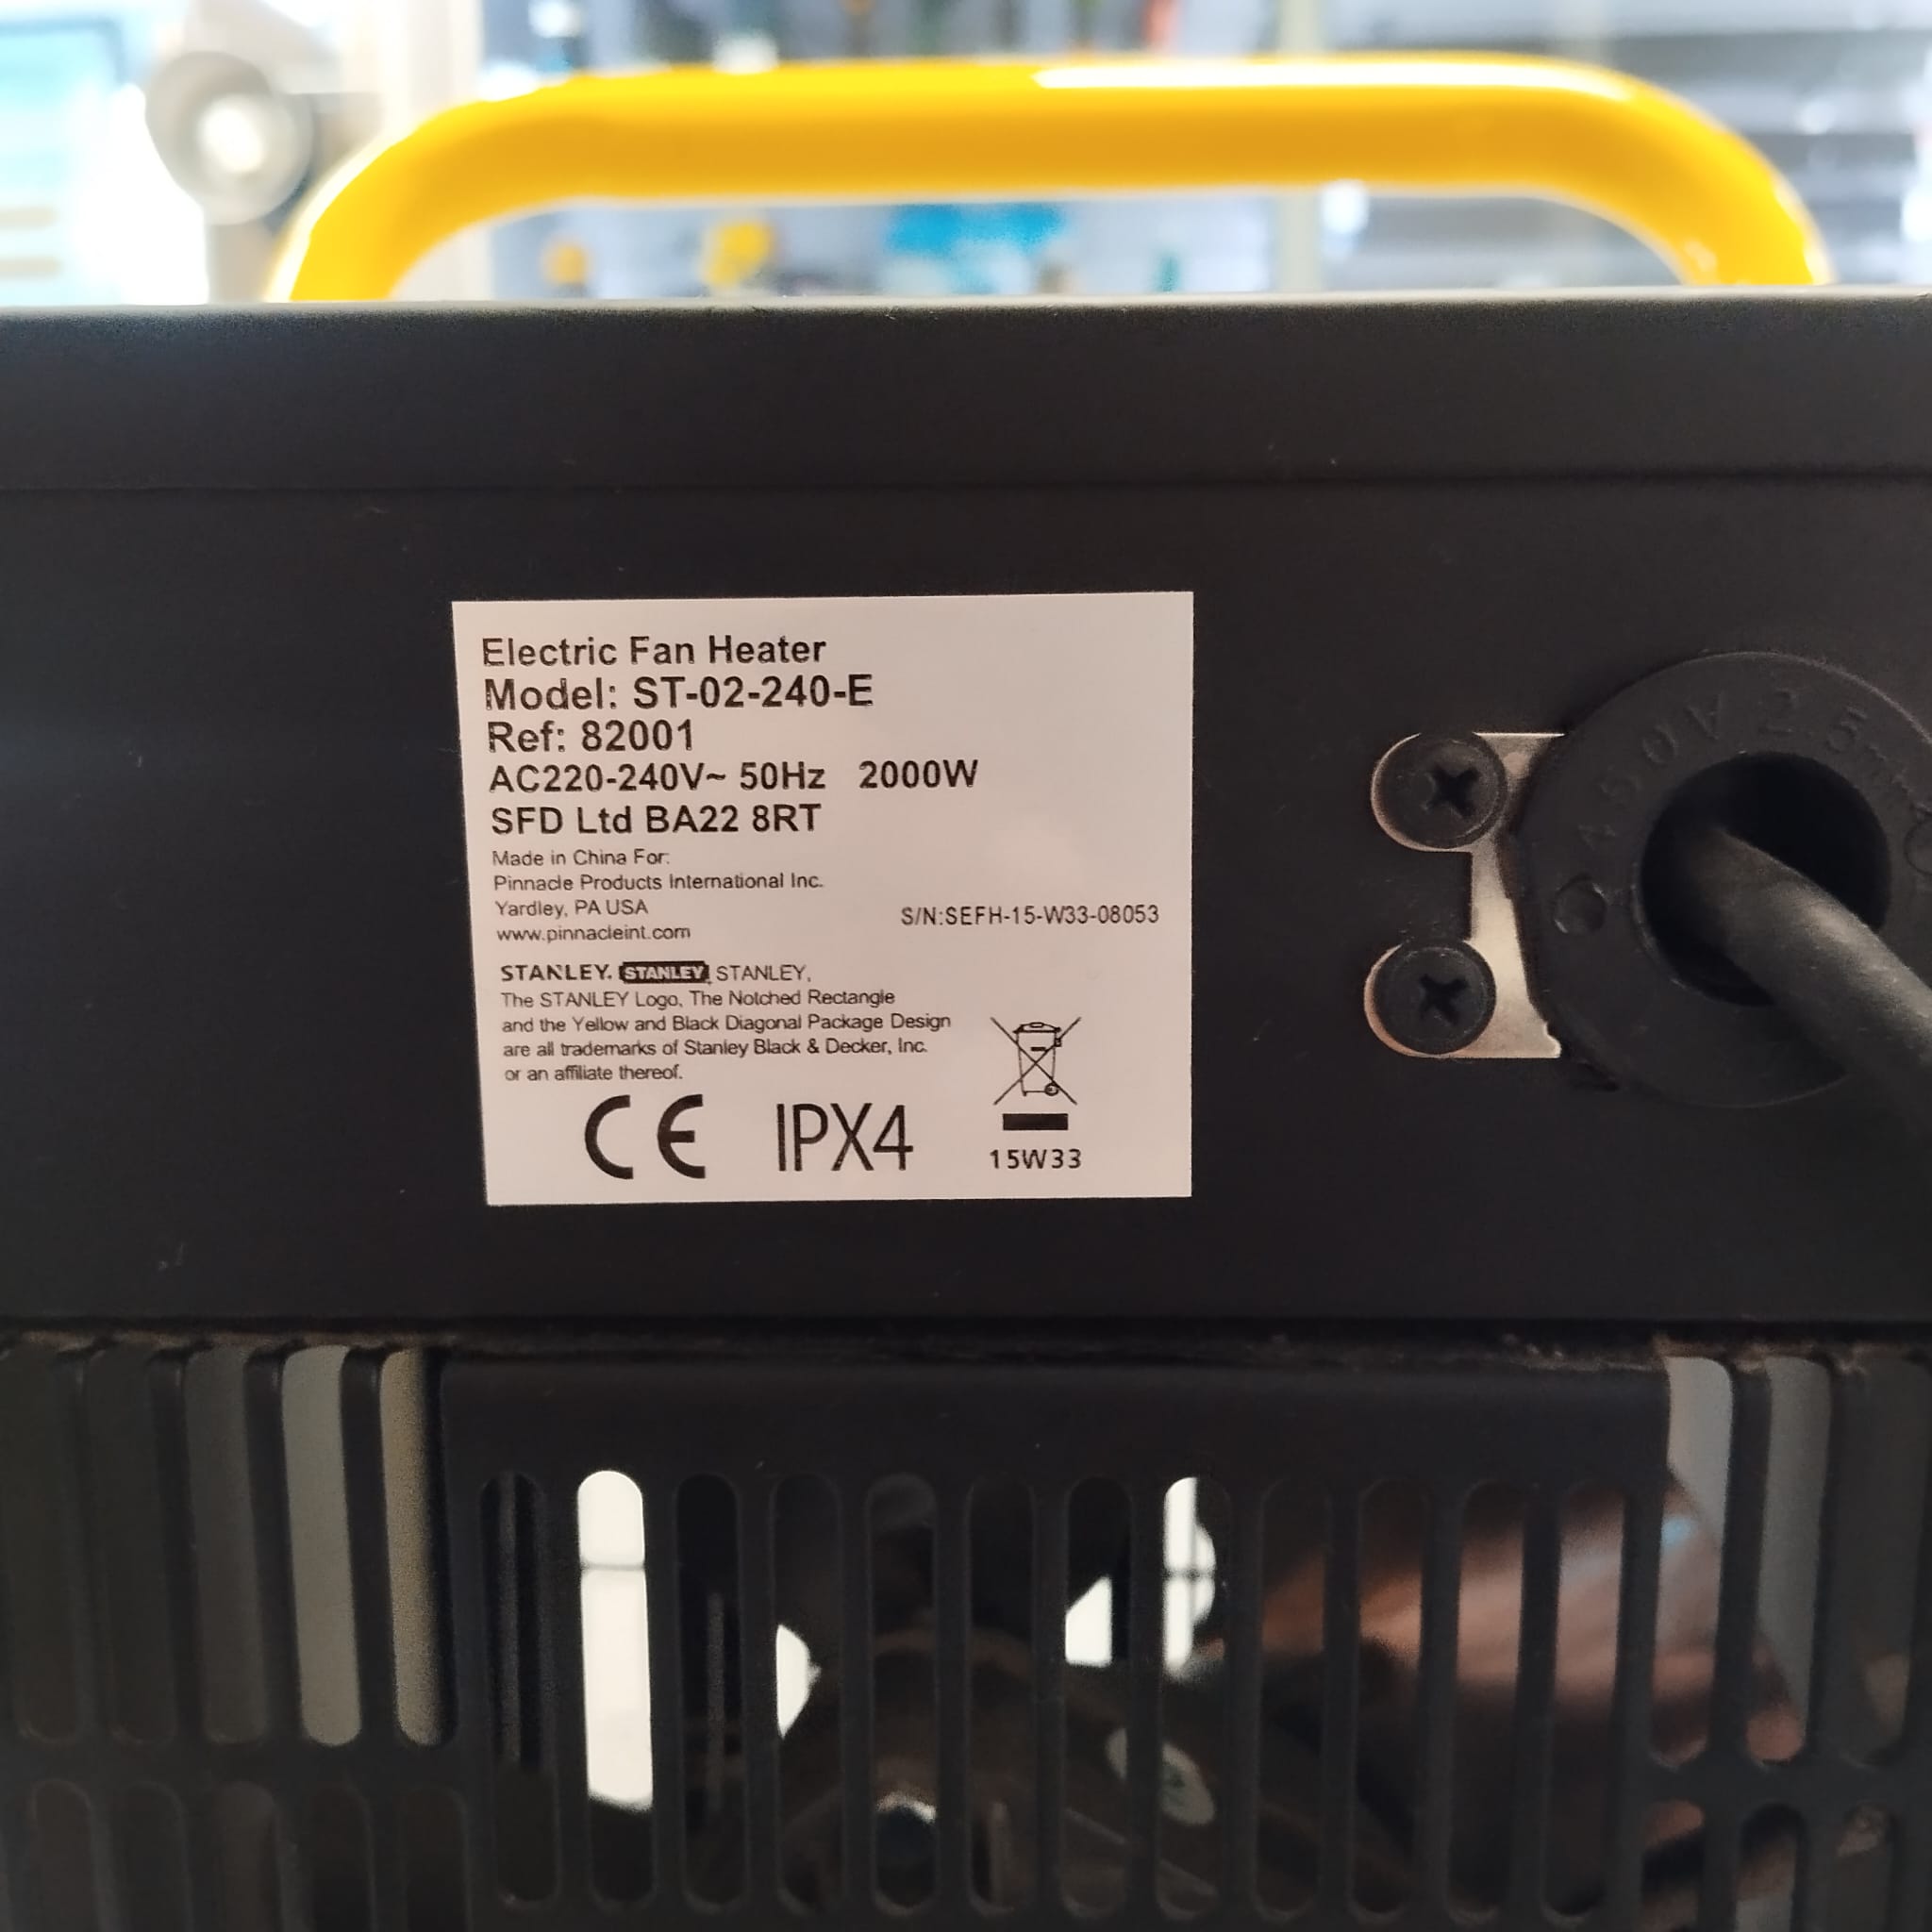 Electric Fan Heater
Model: ST-02-240-E
Ref: 82001
AC220-240V~ 50Hz 2000W
SFD Ltd BA22 8RT
Made in China For:
Pinnacle Products International Inc.
Yardley, PA USA
www.pinnacleint.com
S/N:SEFH-15-W33-08053
STANLEY. STANLEY, STANLEY,
The STANLEY Logo, The Notched Rectangle
and the Yellow and Black Diagonal Package Design
are all trademarks of Stanley Black & Decker, Inc.
or an affiliate thereof.
CE IPX4
15W33
450V 2.5